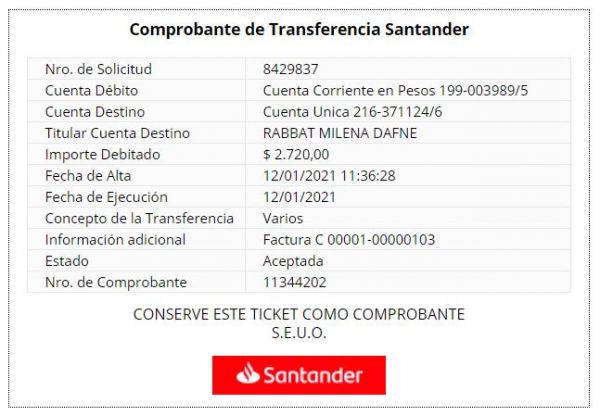 Comprobante de Transferencia Santander
Nro. de Solicitud 8429837
Cuenta Débito Cuenta Corriente en Pesos 199-003989/5
Cuenta Destino Cuenta Unica 216-371124/6
Titular Cuenta Destino RABBAT MILENA DAFNE
Importe Debitado $ 2.720,00
Fecha de Alta 12/01/2021 11:36:28
Fecha de Ejecución 12/01/2021
Concepto de la Transferencia Varios
Información adicional Factura C 00001-00000103
Estado Aceptada
Nro. de Comprobante 11344202
CONSERVE ESTE TICKET COMO COMPROBANTE
S.E.U.O.
Santander